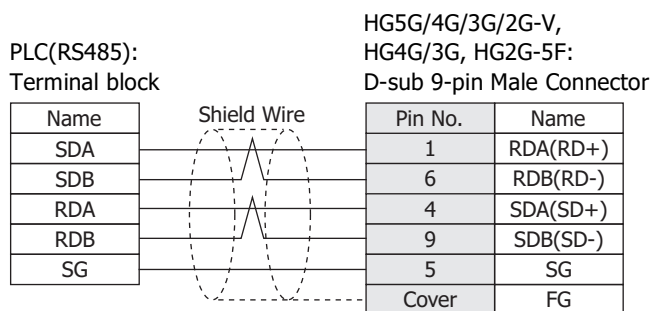 PLC(RS485):
Terminal block
HG5G/4G/3G/2G-V,
HG4G/3G, HG2G-5F:
D-sub 9-pin Male Connector
Name Shield Wire Pin No. Name
SDA 1 RDA(RD+)
SDB 6 RDB(RD-)
RDA 4 SDA(SD+)
RDB 9 SDB(SD-)
SG 5 SG
Cover FG